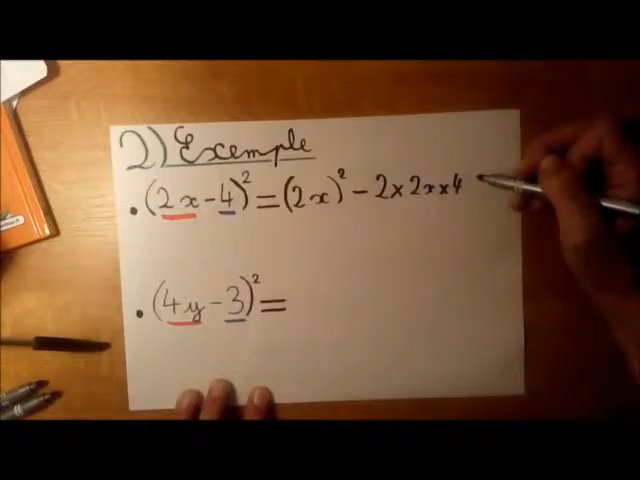 2) Exemple
• (2x - 4)² = (2x)² - 2 × 2x × 4
• (4y - 3)² =